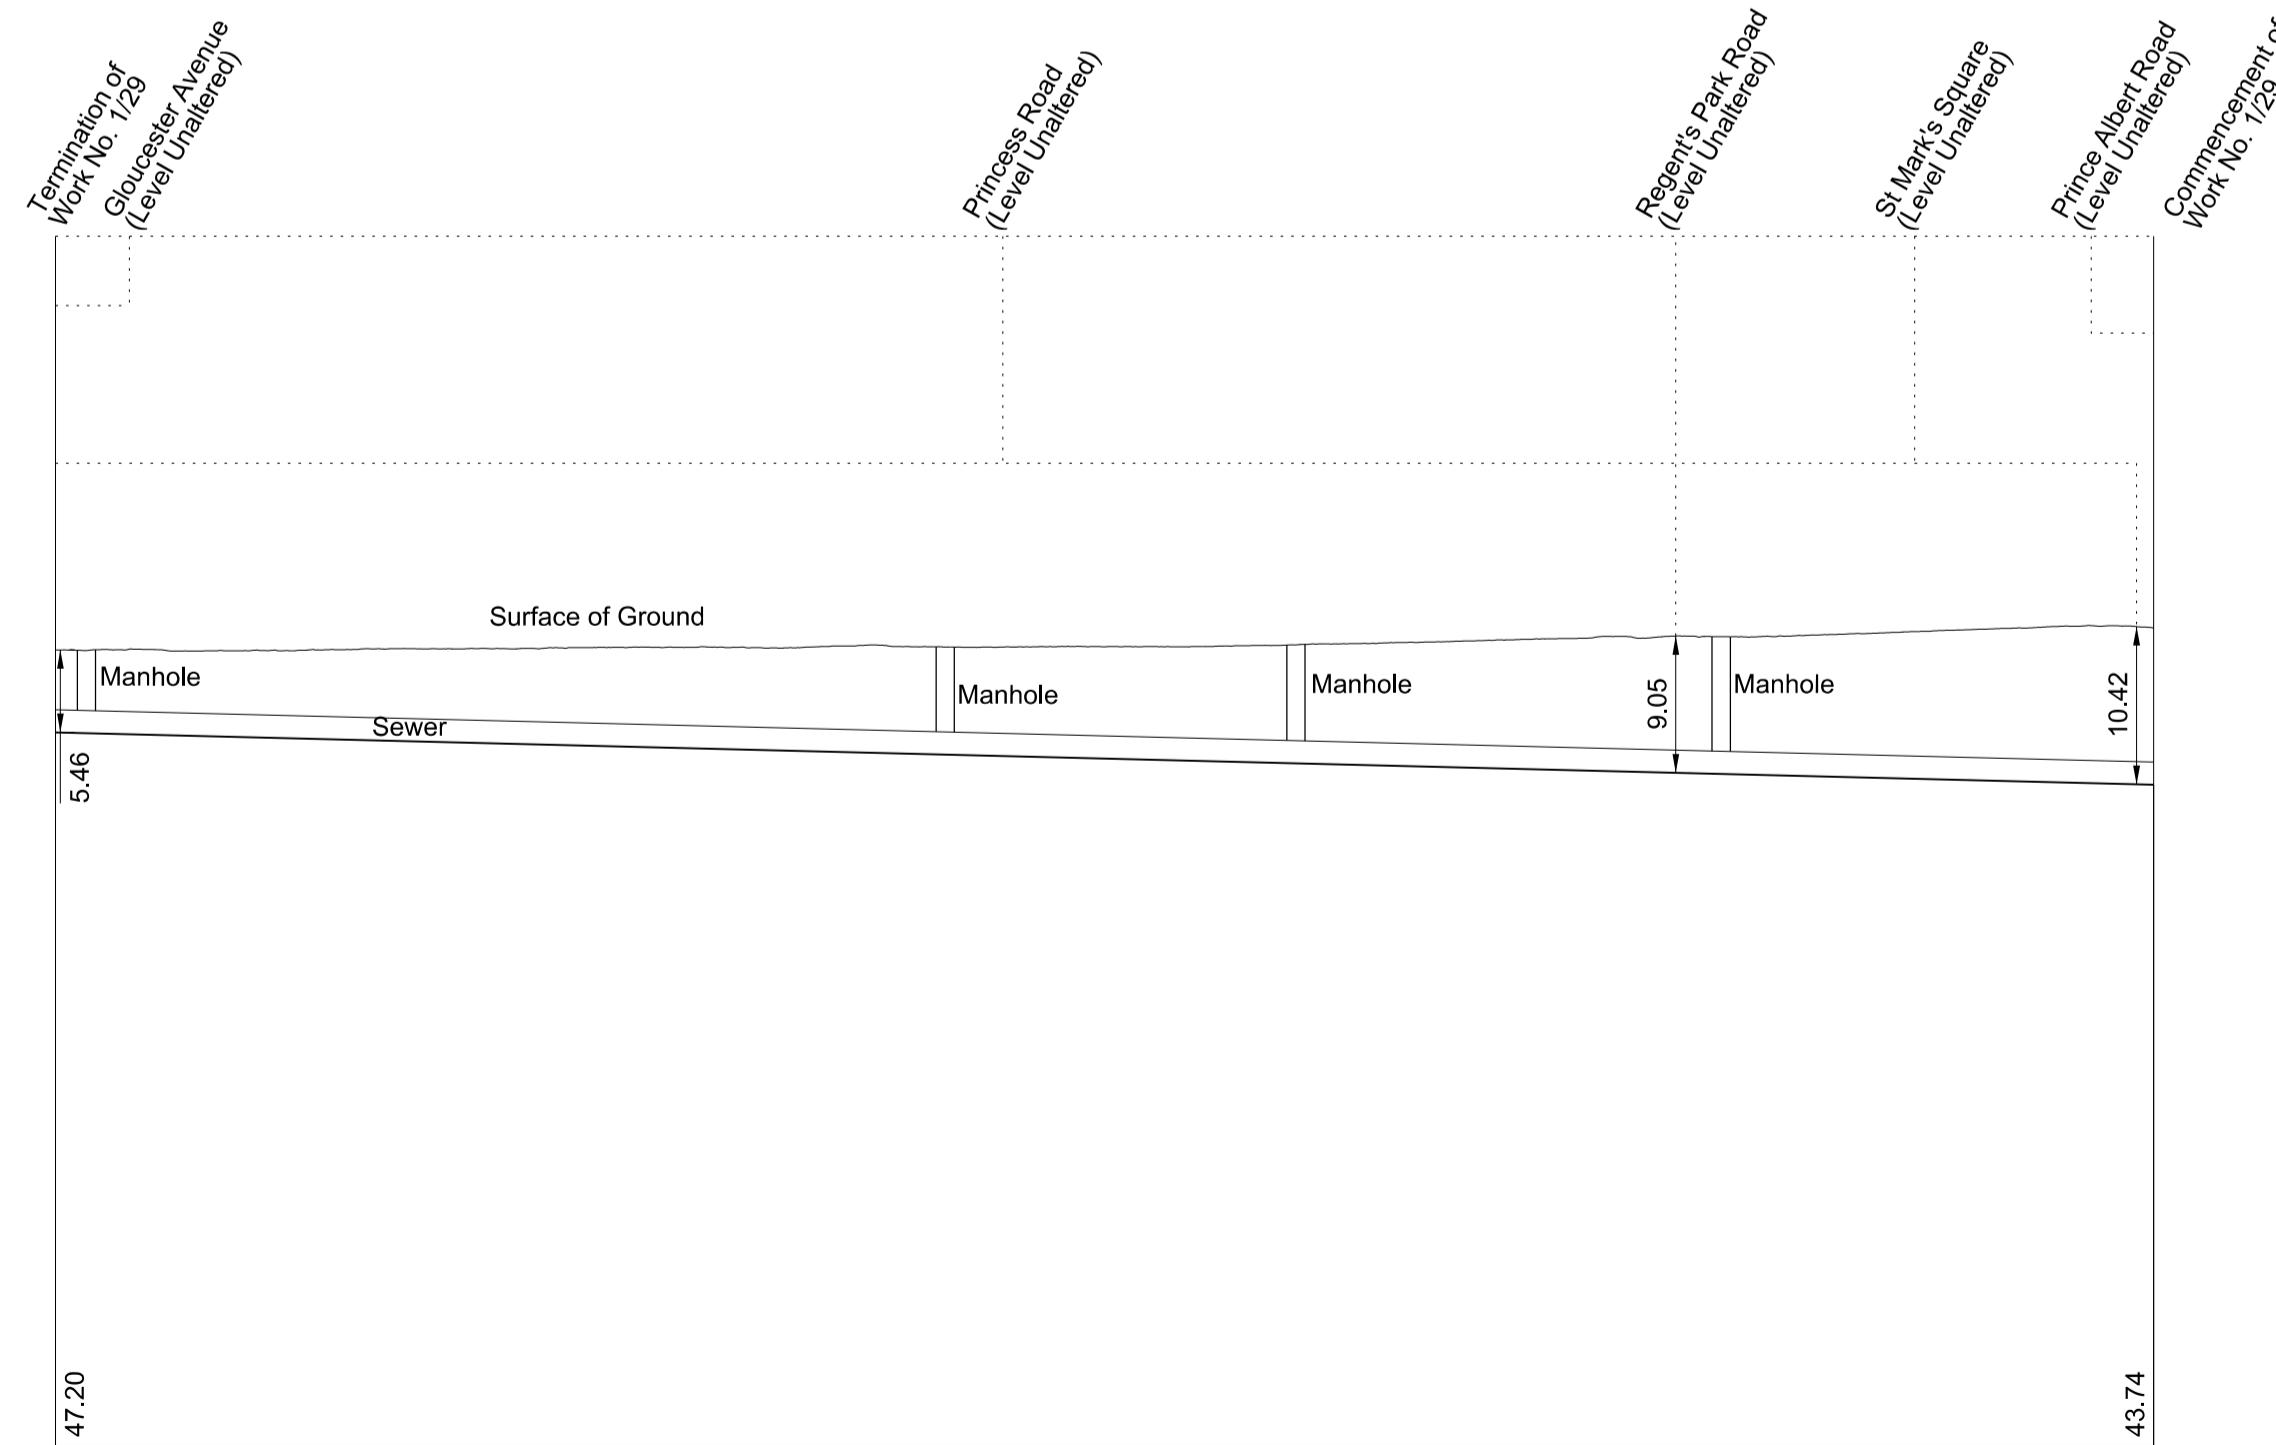 Termination of
Work No. 1/29
Gloucester Avenue
(Level Unaltered)
Princess Road
(Level Unaltered)
Regent's Park Road
(Level Unaltered)
St Mark's Square
(Level Unaltered)
Prince Albert Road
(Level Unaltered)
Commencement of
Work No. 1/29
Surface of Ground
Manhole
Manhole
Manhole
Manhole
Sewer
5.46
9.05
10.42
47.20
43.74